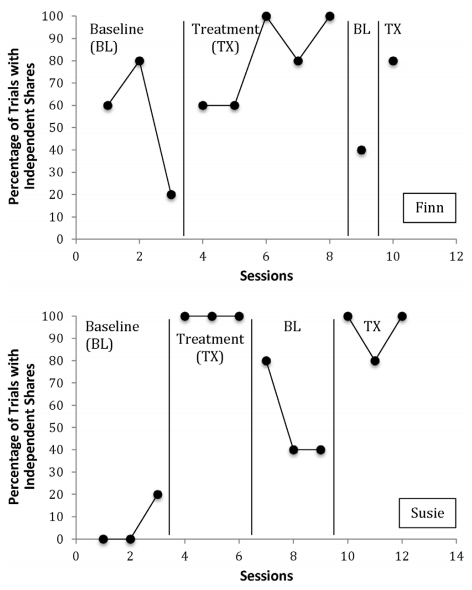 Percentage of Trials with
Independent Shares
100
90
80
70
60
50
40
30
20
10
0
Baseline
(BL)
Treatment
(TX)
BL
TX
Finn
0
2
4
6
8
10
12
Sessions
Percentage of Trials with
Independent Shares
100
90
80
70
60
50
40
30
20
10
0
Baseline
(BL)
Treatment
(TX)
BL
TX
Susie
0
2
4
6
8
10
12
14
Sessions